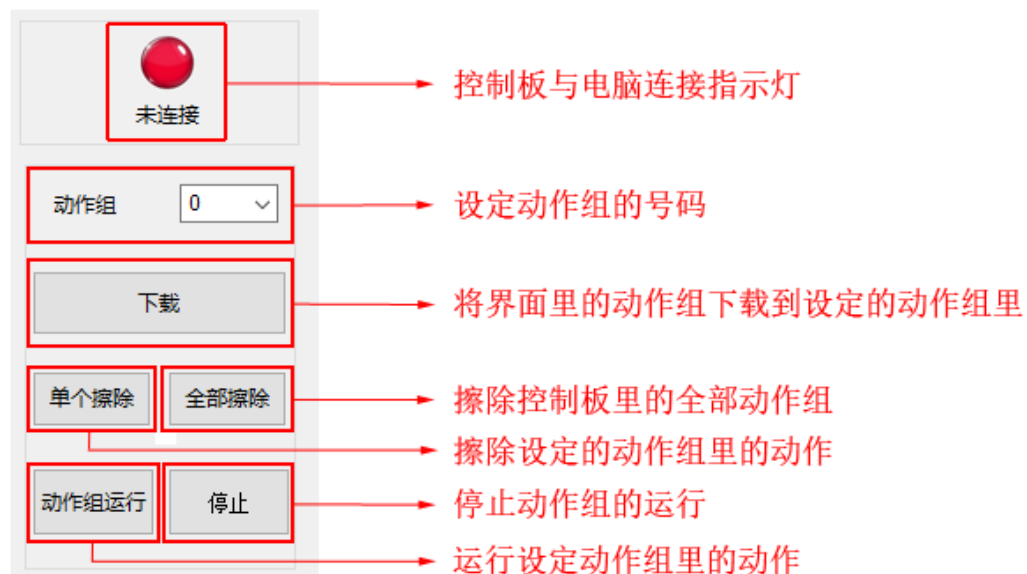 控制板与电脑连接指示灯
未连接
动作组 0 设定动作组的号码
下载 将界面里的动作组下载到设定的动作组里
单个擦除 全部擦除 擦除控制板里的全部动作组
擦除设定的动作组里的动作
动作组运行 停止 停止动作组的运行
运行设定动作组里的动作